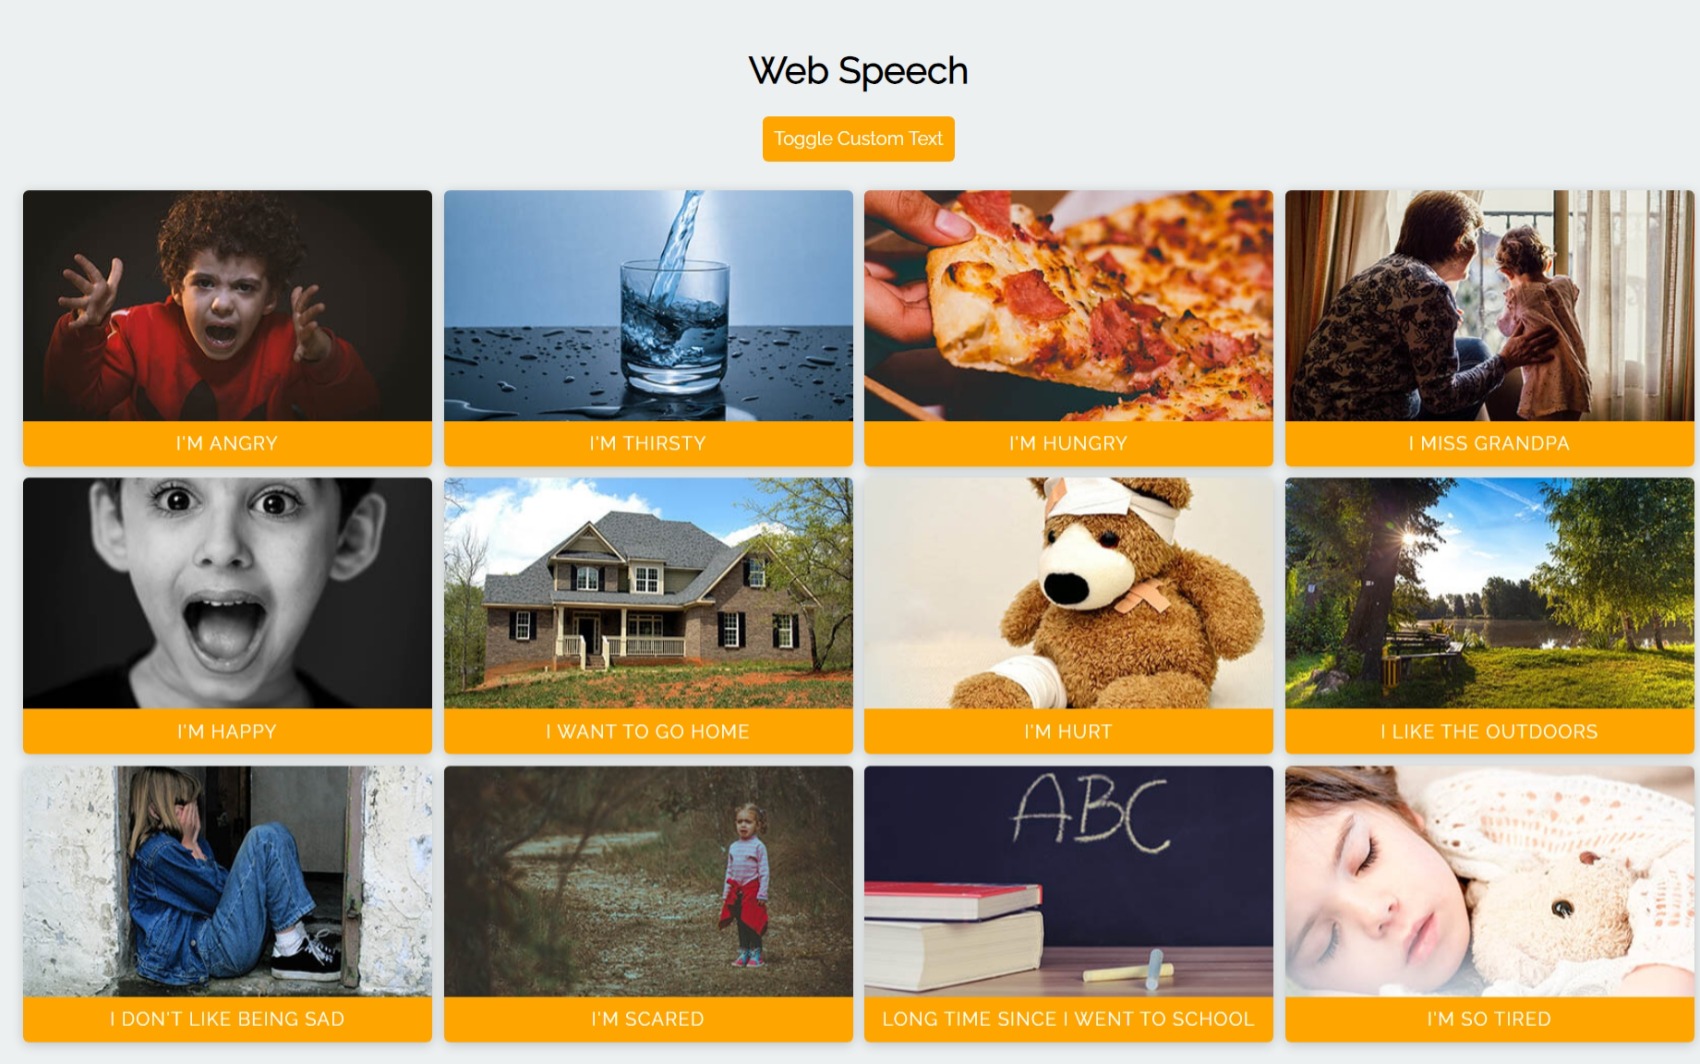 Web Speech
Toggle Custom Text
I'M ANGRY
I'M THIRSTY
I'M HUNGRY
I MISS GRANDPA
I'M HAPPY
I WANT TO GO HOME
I'M HURT
I LIKE THE OUTDOORS
ABC
I DON'T LIKE BEING SAD
I'M SCARED
LONG TIME SINCE I WENT TO SCHOOL
I'M SO TIRED